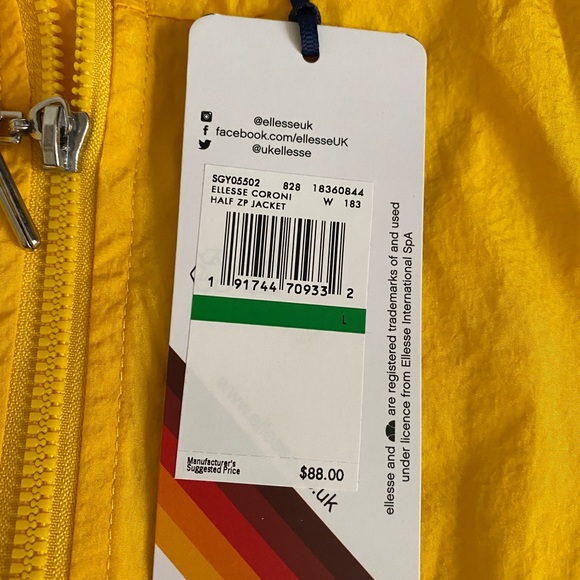 @ellesseuk
facebook.com/ellesseUK
@ukellesse
SGY05502 828 18360844
ELLESSE CORONI W 183
HALF ZP JACKET
1 91744 70933 2
L
Manufacturer's
Suggested Price
$88.00
.uk
ellesse and are registered trademarks of and used
under licence from Ellesse International SpA